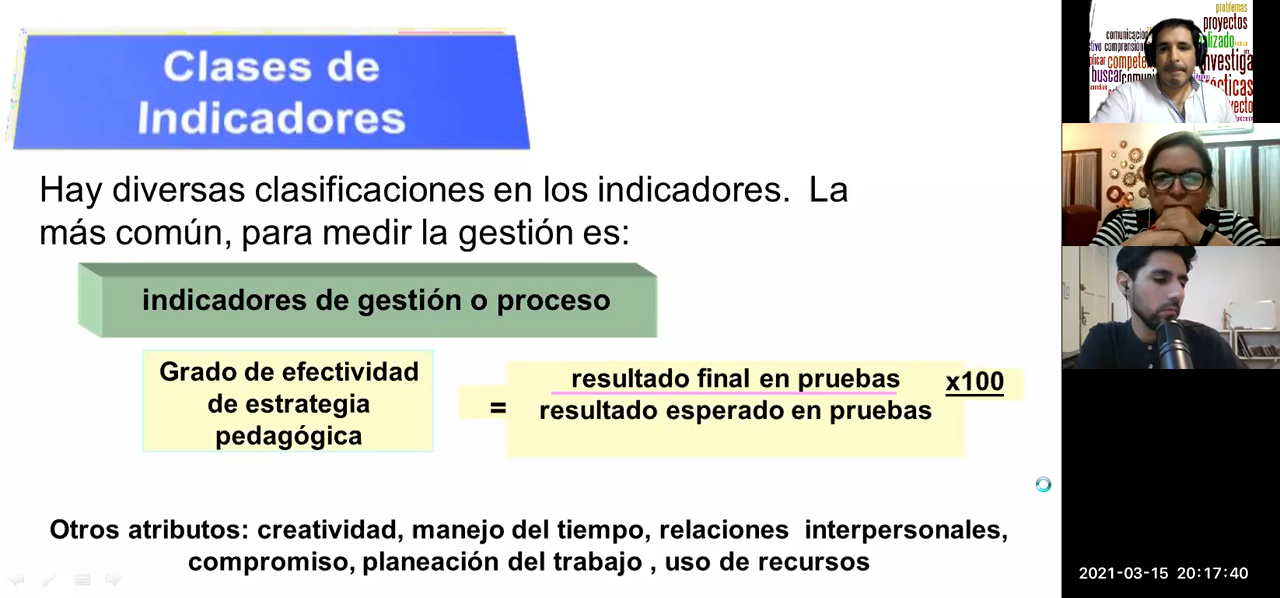 Clases de
Indicadores
Hay diversas clasificaciones en los indicadores. La
más común, para medir la gestión es:
indicadores de gestión o proceso
Grado de efectividad
de estrategia
pedagógica
=
resultado final en pruebas
resultado esperado en pruebas
x100
Otros atributos: creatividad, manejo del tiempo, relaciones interpersonales,
compromiso, planeación del trabajo , uso de recursos
problemas
proyectos
comunicación
comprensión
buscar
2021-03-15 20:17:40